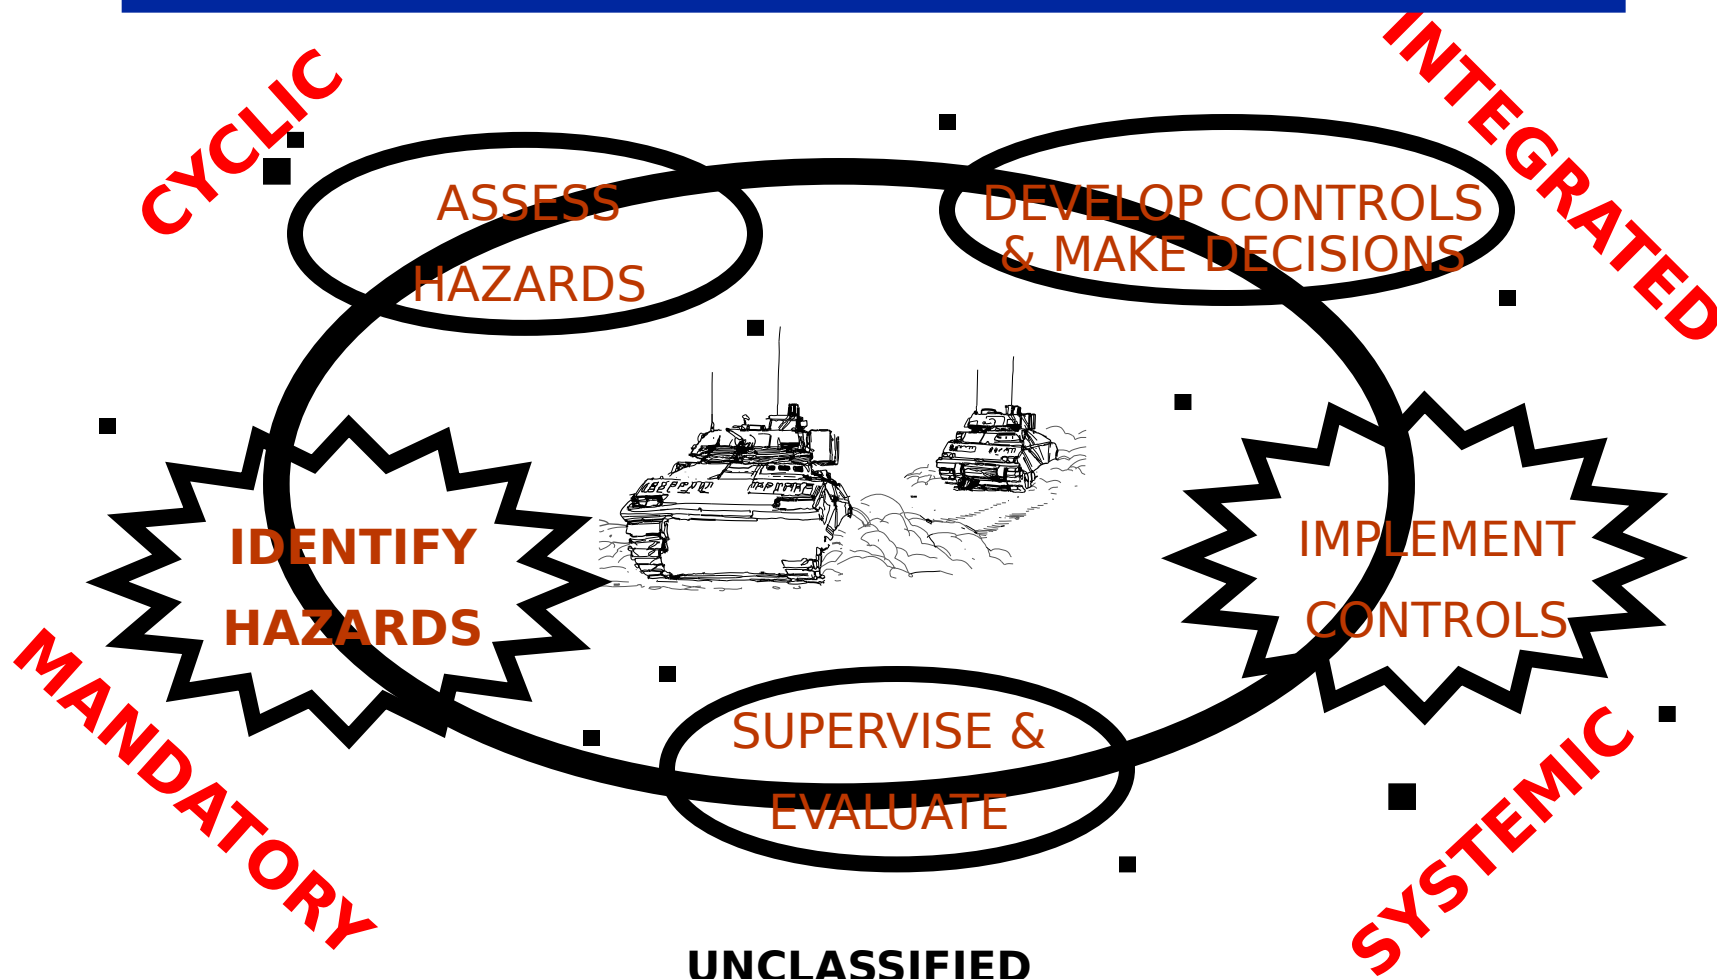 CYCLIC
INTEGRATED
ASSESS
HAZARDS
DEVELOP CONTROLS
& MAKE DECISIONS
IDENTIFY
HAZARDS
IMPLEMENT
CONTROLS
SUPERVISE &
EVALUATE
MANDATORY
SYSTEMIC
UNCLASSIFIED